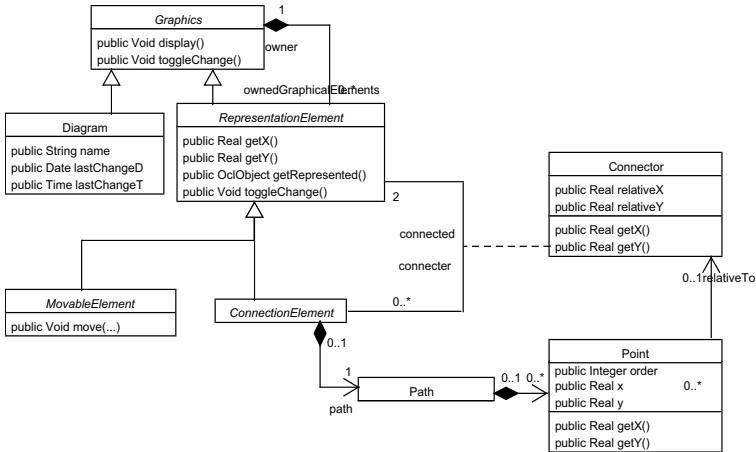 Graphics
1
public Void display()
public Void toggleChange()
owner
ownedGraphicalElements
0..*
Diagram
public String name
public Date lastChangeD
public Time lastChangeT
RepresentationElement
public Real getX()
public Real getY()
public OclObject getRepresented()
public Void toggleChange()
2
connected
connecter
0..*
Connector
public Real relativeX
public Real relativeY
public Real getX()
public Real getY()
0..1
relativeTo
MovableElement
public Void move(...)
ConnectionElement
0..1
1
path
Path
0..1
0..*
Point
public Integer order
public Real x
0..*
public Real y
public Real getX()
public Real getY()